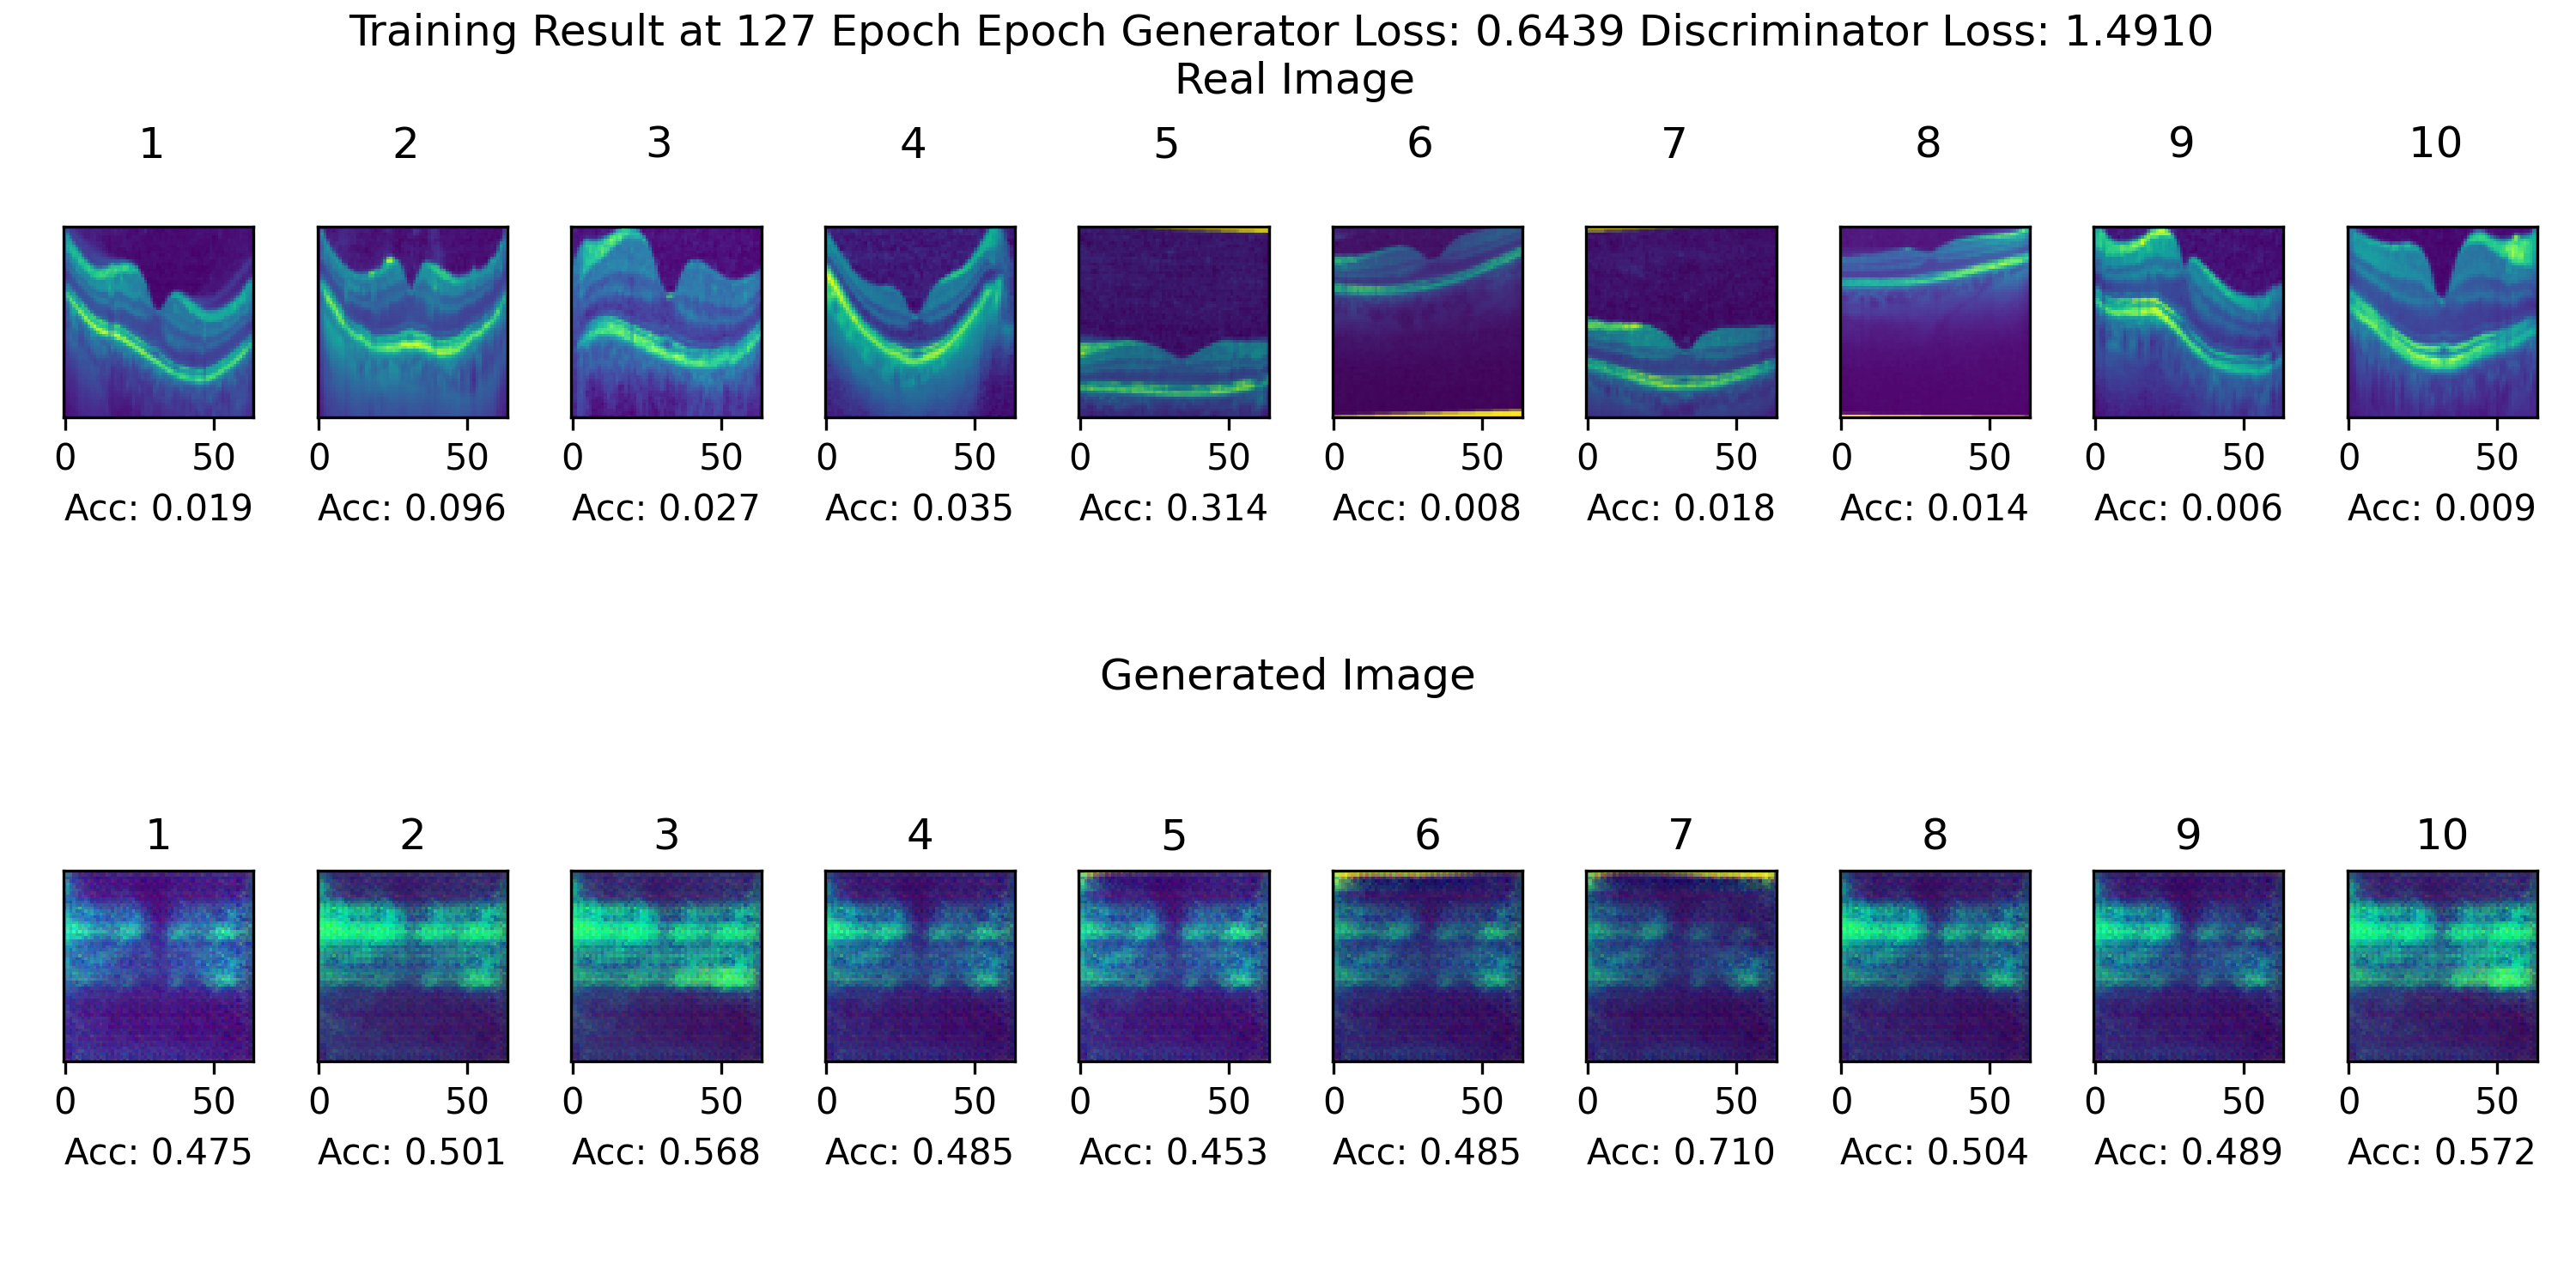 Training Result at 127 Epoch Epoch Generator Loss: 0.6439 Discriminator Loss: 1.4910
Real Image
1 2 3 4 5 6 7 8 9 10
0 50 0 50 0 50 0 50 0 50 0 50 0 50 0 50 0 50 0 50
Acc: 0.019 Acc: 0.096 Acc: 0.027 Acc: 0.035 Acc: 0.314 Acc: 0.008 Acc: 0.018 Acc: 0.014 Acc: 0.006 Acc: 0.009
Generated Image
1 2 3 4 5 6 7 8 9 10
0 50 0 50 0 50 0 50 0 50 0 50 0 50 0 50 0 50 0 50
Acc: 0.475 Acc: 0.501 Acc: 0.568 Acc: 0.485 Acc: 0.453 Acc: 0.485 Acc: 0.710 Acc: 0.504 Acc: 0.489 Acc: 0.572